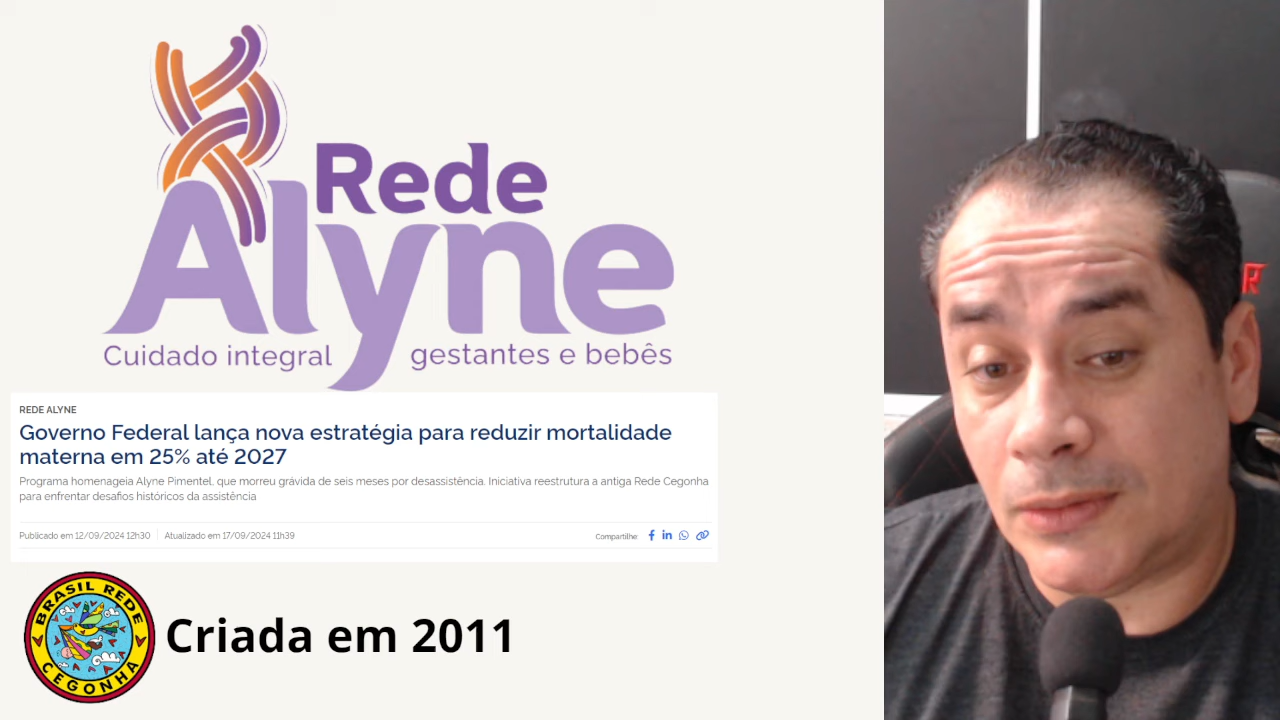 Rede
Alyne
Cuidado integral gestantes e bebês
REDE ALYNE
Governo Federal lança nova estratégia para reduzir mortalidade
materna em 25% até 2027
Programa homenageia Alyne Pimentel, que morreu grávida de seis meses por desassistência. Iniciativa reestrutura a antiga Rede Cegonha
para enfrentar desafios históricos da assistência
Publicado em 12/09/2024 12h30 Atualizado em 17/09/2024 11h39 Compartilhe:
BRASIL REDE
CEGONHA
Criada em 2011
R